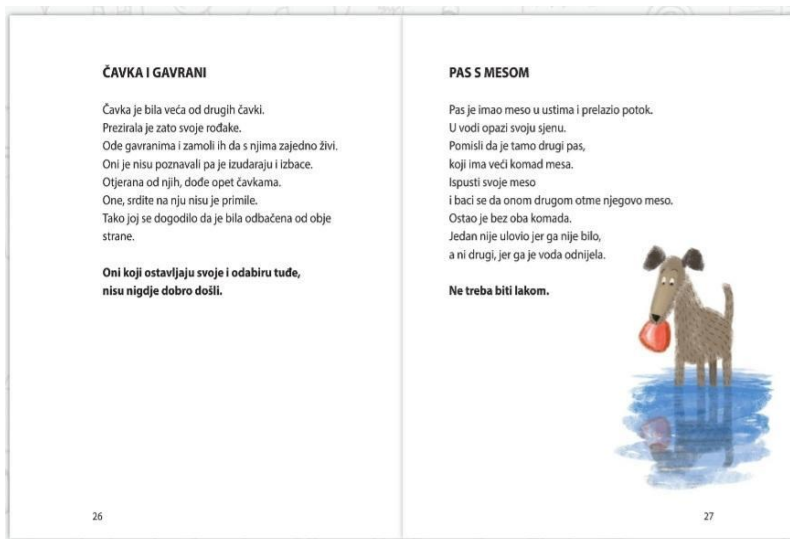 ČAVKA I GAVRANI
Čavka je bila veća od drugih čavki.
Prezirala je zato svoje rođake.
Ode gavranima i zamoli ih da s njima zajedno živi.
Oni je nisu poznavali pa je izudaraju i izbace.
Otjerana od njih, dođe opet čavkama.
One, srdite na nju nisu je primile.
Tako joj se dogodilo da je bila odbačena od obje
strane.
Oni koji ostavljaju svoje i odabiru tuđe,
nisu nigdje dobro došli.
26
PAS S MESOM
Pas je imao meso u ustima i prelazio potok.
U vodi opazi svoju sjenu.
Pomisli da je tamo drugi pas,
koji ima veći komad mesa.
Ispusti svoje meso
i baci se da onom drugom otme njegovo meso.
Ostao je bez oba komada.
Jedan nije ulovio jer ga nije bilo,
a ni drugi, jer ga je voda odnijela.
Ne treba biti lakom.
27